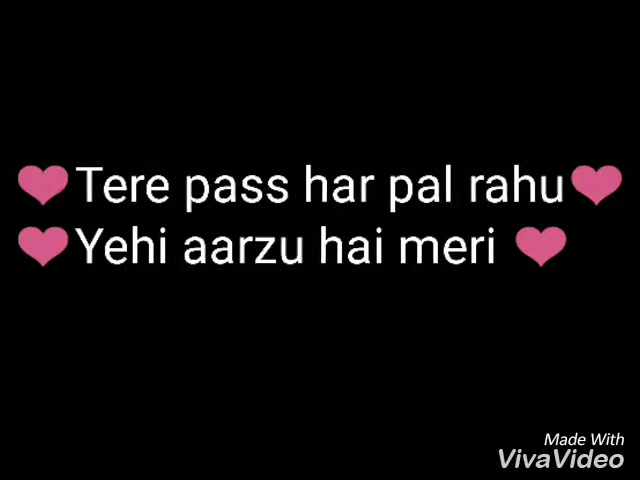 💗Tere pass har pal rahu💗
💗Yehi aarzu hai meri 💗
Made With
VivaVideo